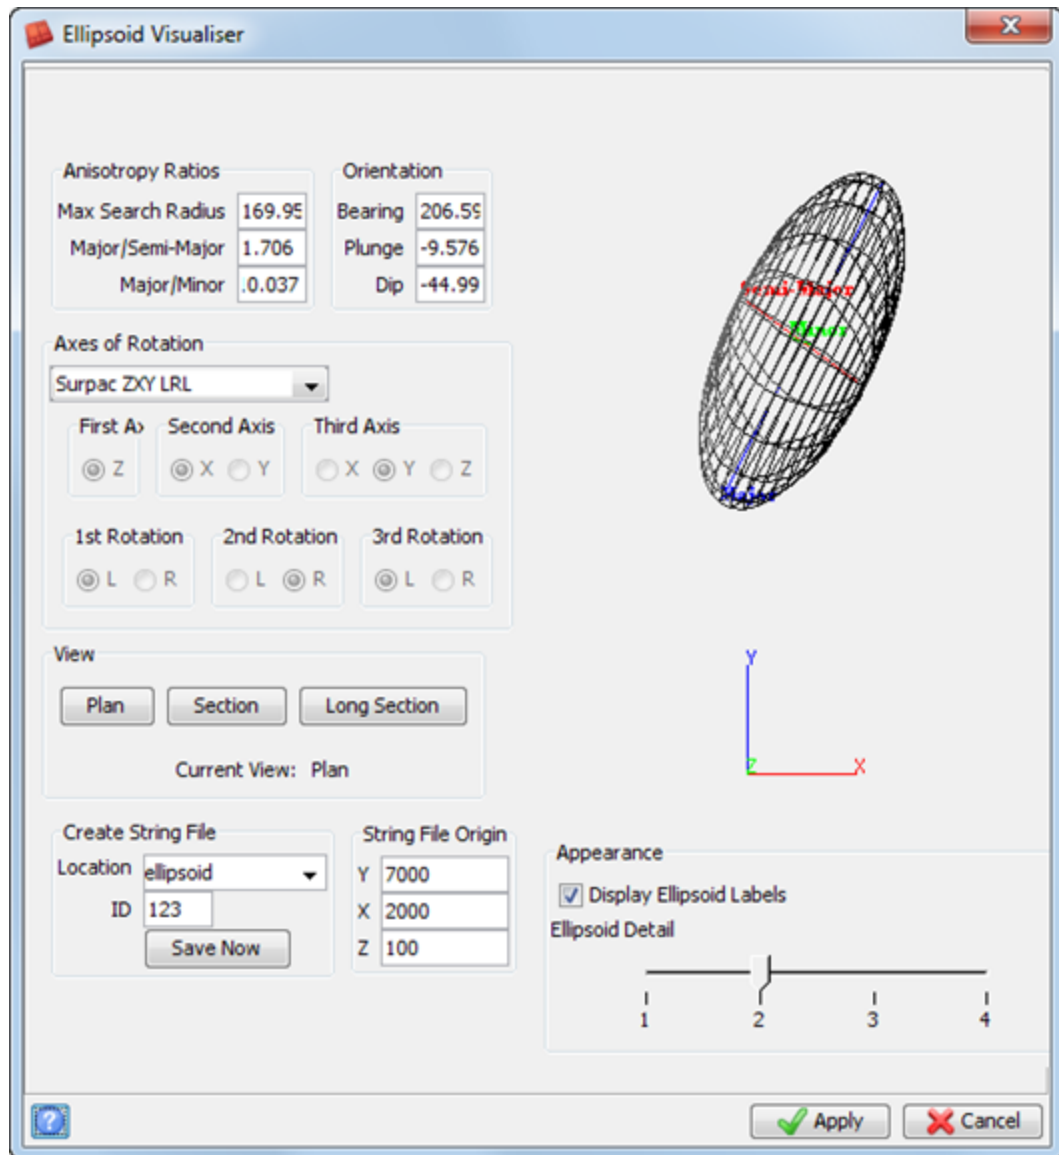 Ellipsoid Visualiser
Anisotropy Ratios
Max Search Radius 169.95
Major/Semi-Major 1.706
Major/Minor .0.037
Orientation
Bearing 206.59
Plunge -9.576
Dip -44.99
Semi-Major
Minor
Major
Axes of Rotation
Surpac ZXY LRL
First Ax Second Axis Third Axis
Z X Y X Y Z
1st Rotation 2nd Rotation 3rd Rotation
L R L R L R
View
Plan Section Long Section
Current View: Plan
Y
Z X
Create String File
Location ellipsoid
ID 123
Save Now
String File Origin
Y 7000
X 2000
Z 100
Appearance
Display Ellipsoid Labels
Ellipsoid Detail
1 2 3 4
? Apply Cancel